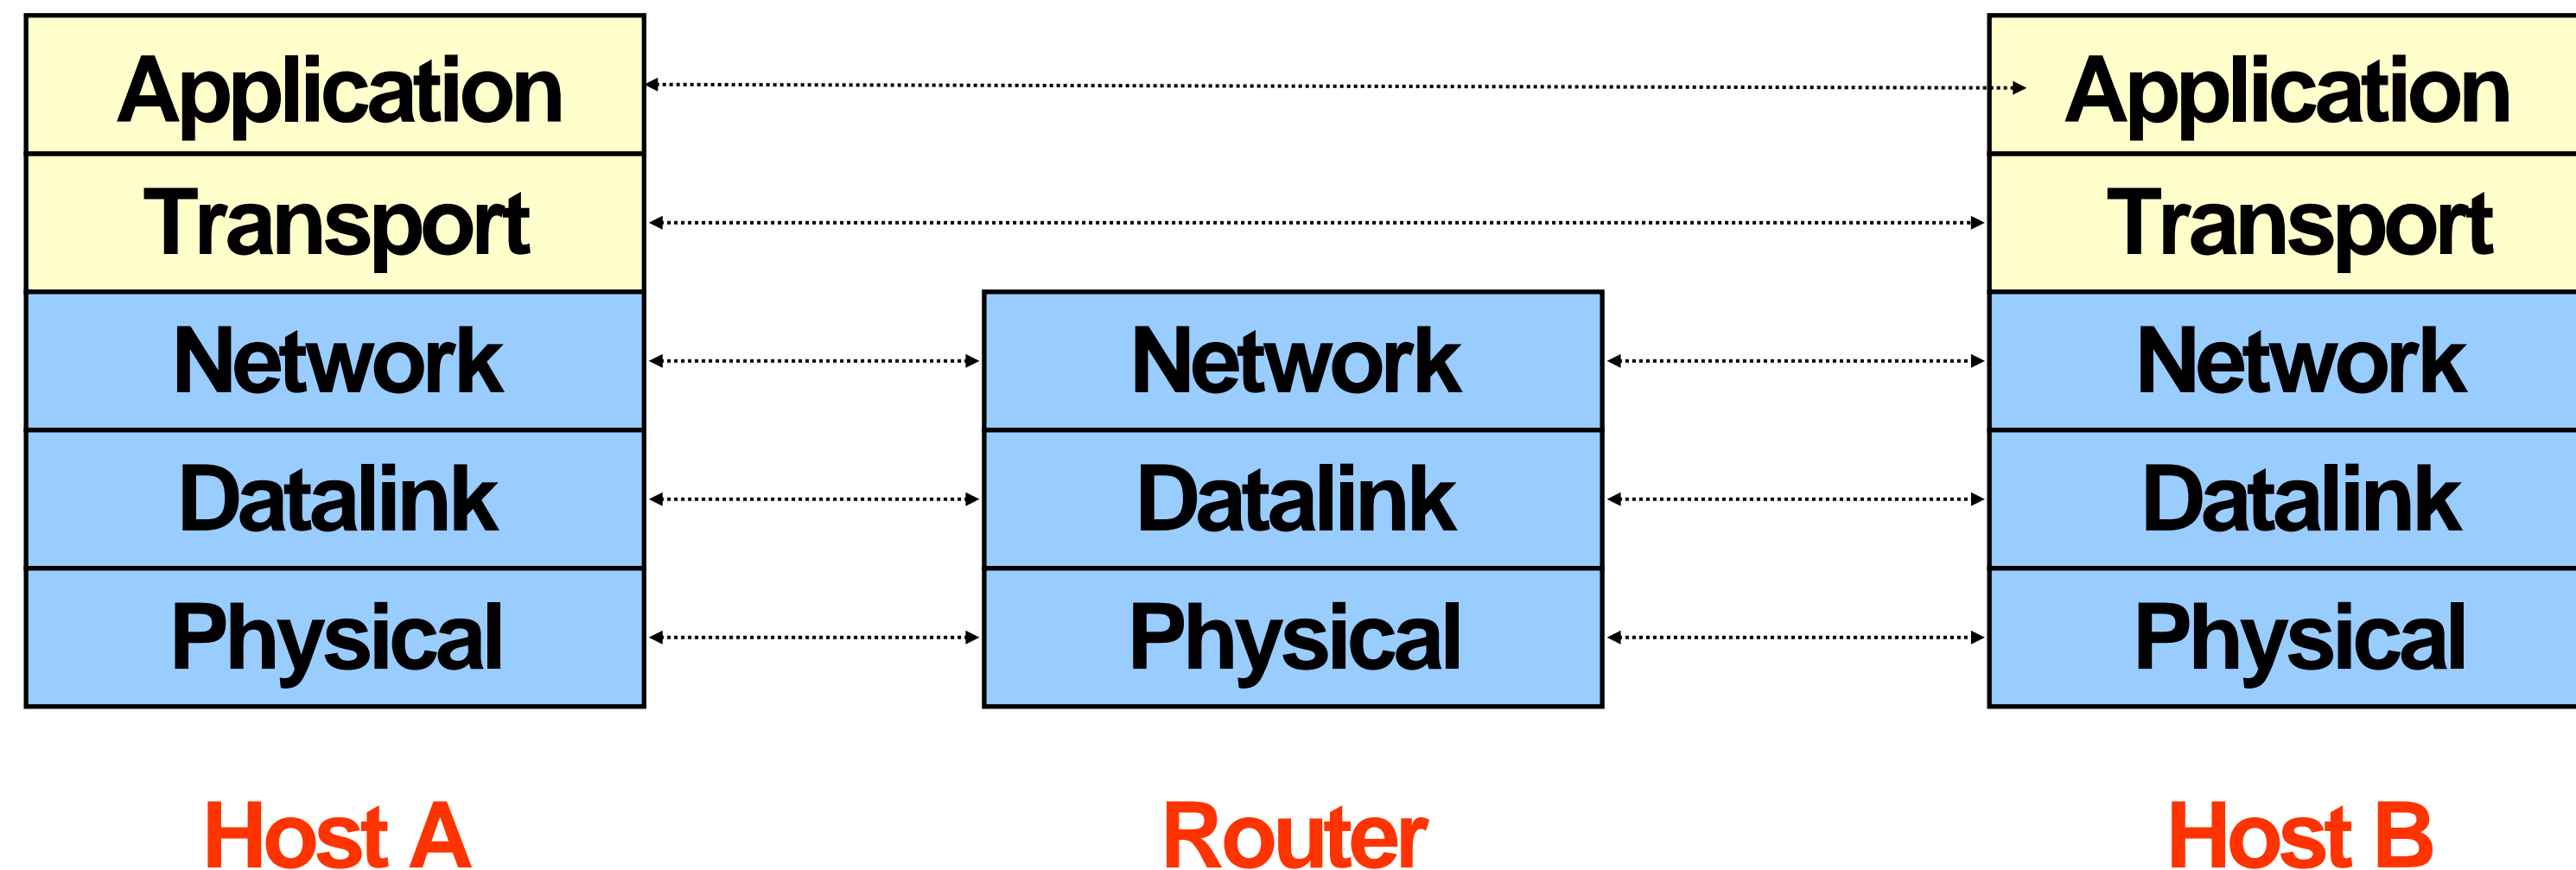 Application
Application
Transport
Transport
Network
Network
Network
Datalink
Datalink
Datalink
Physical
Physical
Physical
Host A
Router
Host B